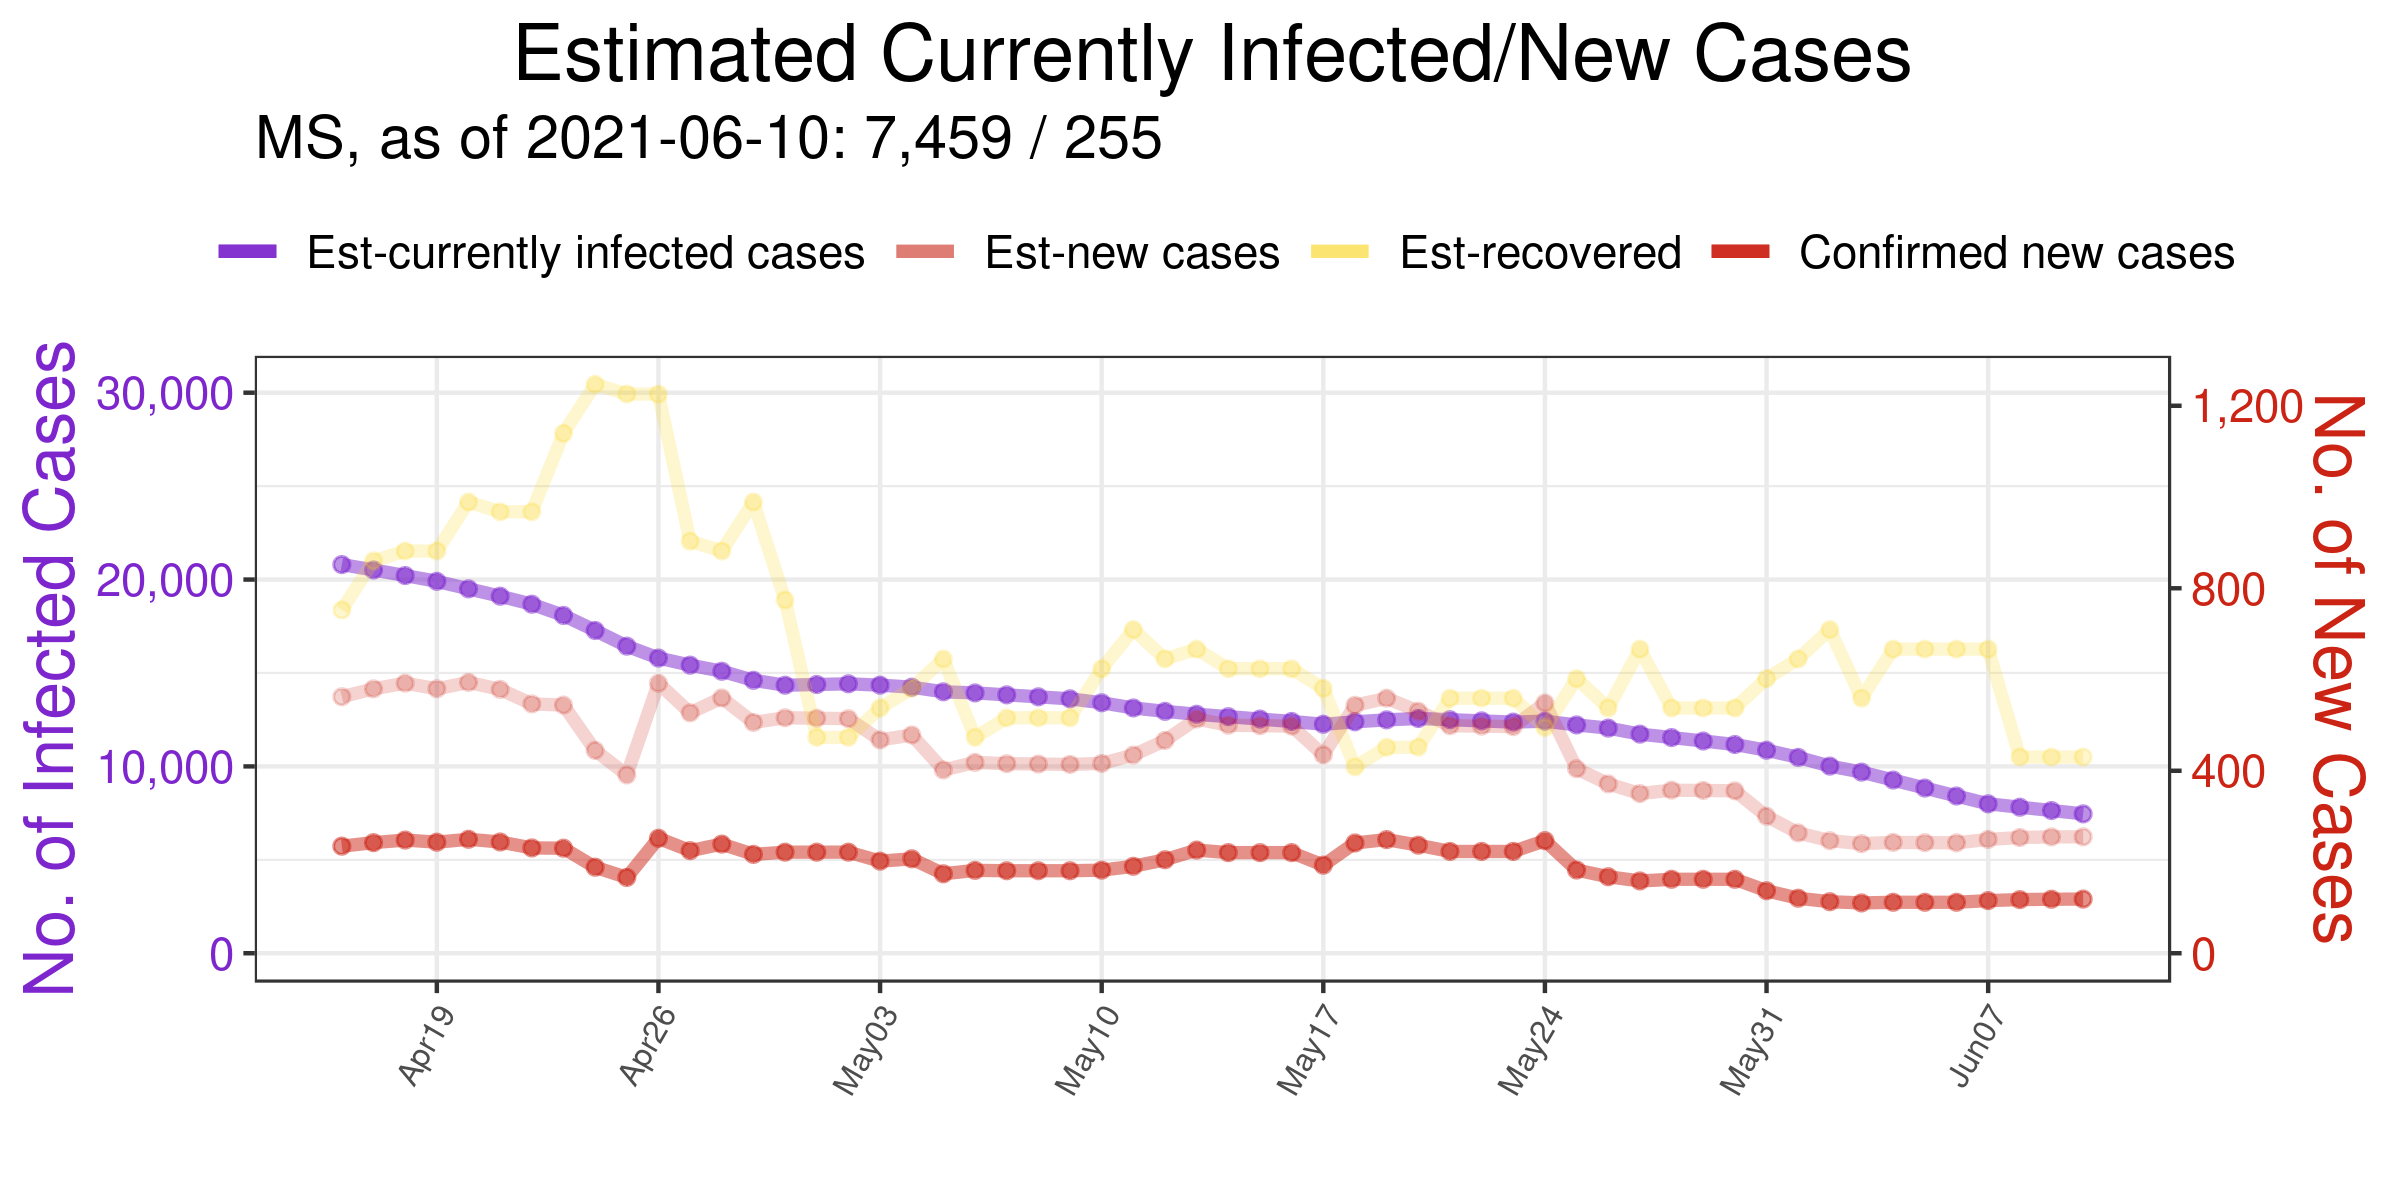 Estimated Currently Infected/New Cases
MS, as of 2021-06-10: 7,459 / 255
Est-currently infected cases Est-new cases Est-recovered Confirmed new cases
No. of Infected Cases
30,000
20,000
10,000
0
1,200
800
400
0
No. of New Cases
Apr19 Apr26 May03 May10 May17 May24 May31 Jun07